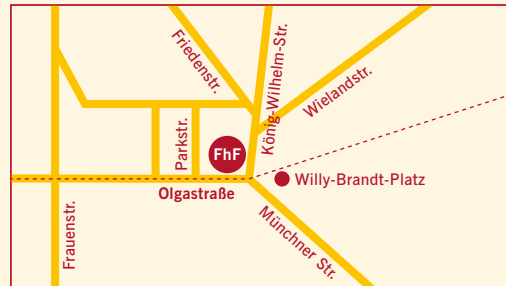 Friedenstr.
König-Wilhelm-Str.
Wielandstr.
Parkstr.
FhF
Willy-Brandt-Platz
Olgastraße
Frauenstr.
Münchner Str.